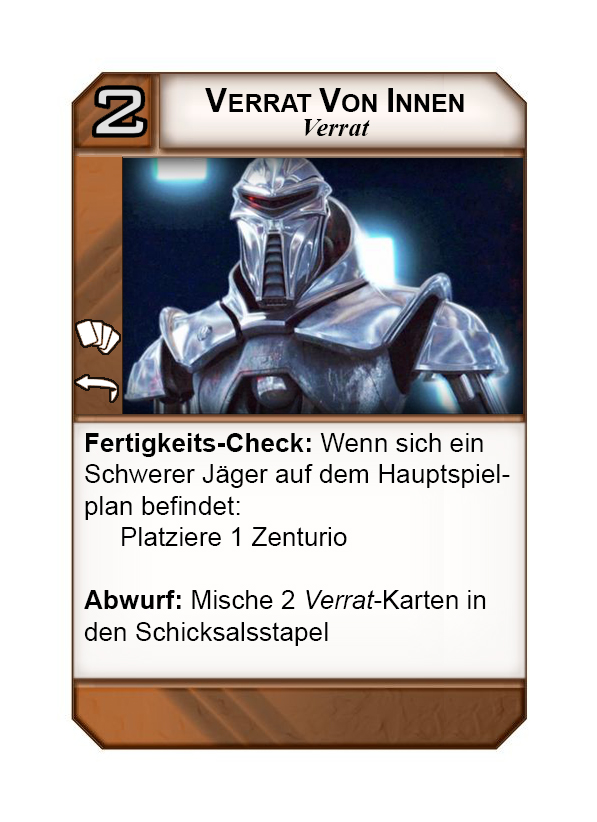 2
VERRAT VON INNEN
Verrat
Fertigkeits-Check: Wenn sich ein
Schwerer Jäger auf dem Hauptspiel-
plan befindet:
Platziere 1 Zenturio
Abwurf: Mische 2 Verrat-Karten in
den Schicksalsstapel